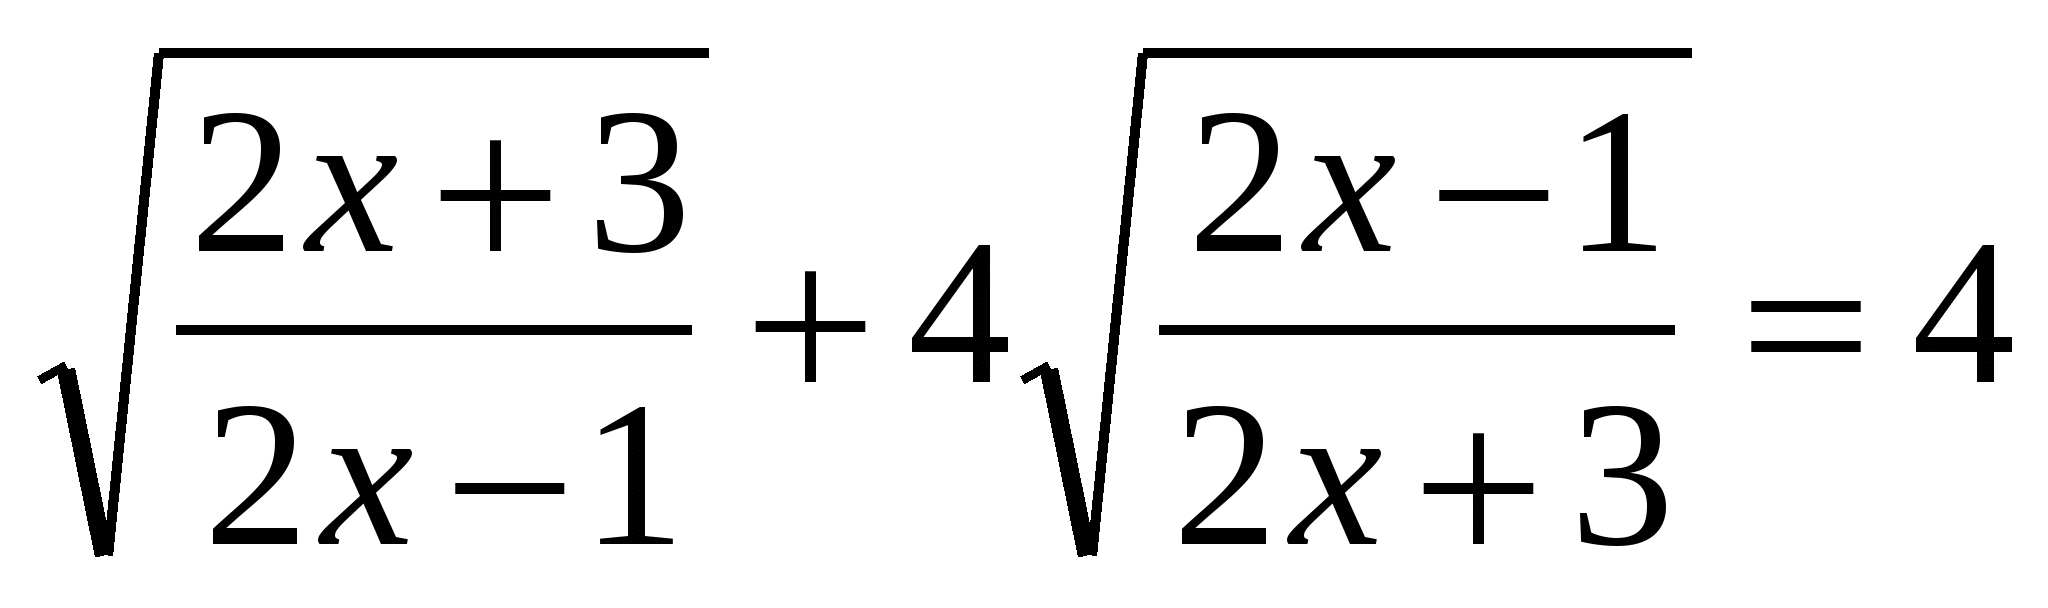 √((2x + 3)/(2x − 1)) + 4√((2x − 1)/(2x + 3)) = 4